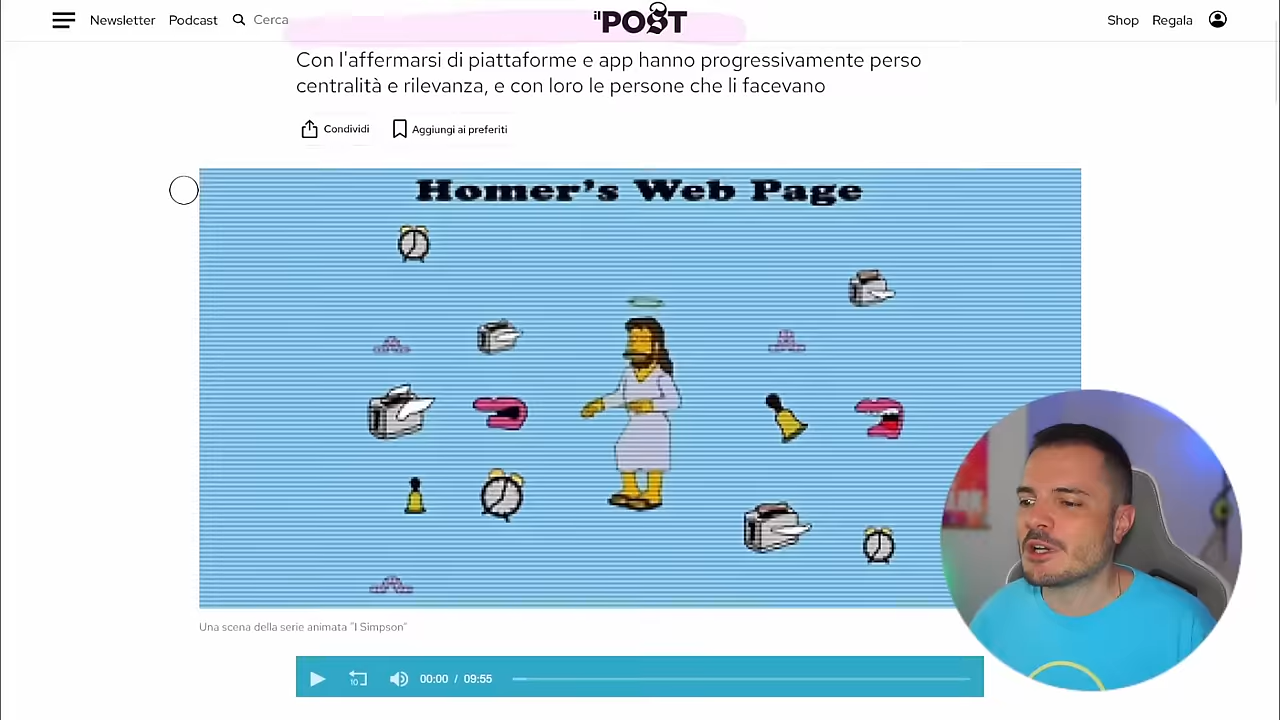 Newsletter Podcast Cerca
il POST
Shop Regala
Con l'affermarsi di piattaforme e app hanno progressivamente perso
centralità e rilevanza, e con loro le persone che li facevano
Condividi Aggiungi ai preferiti
Homer's Web Page
Una scena della serie animata "I Simpson"
10 00:00 / 09:55